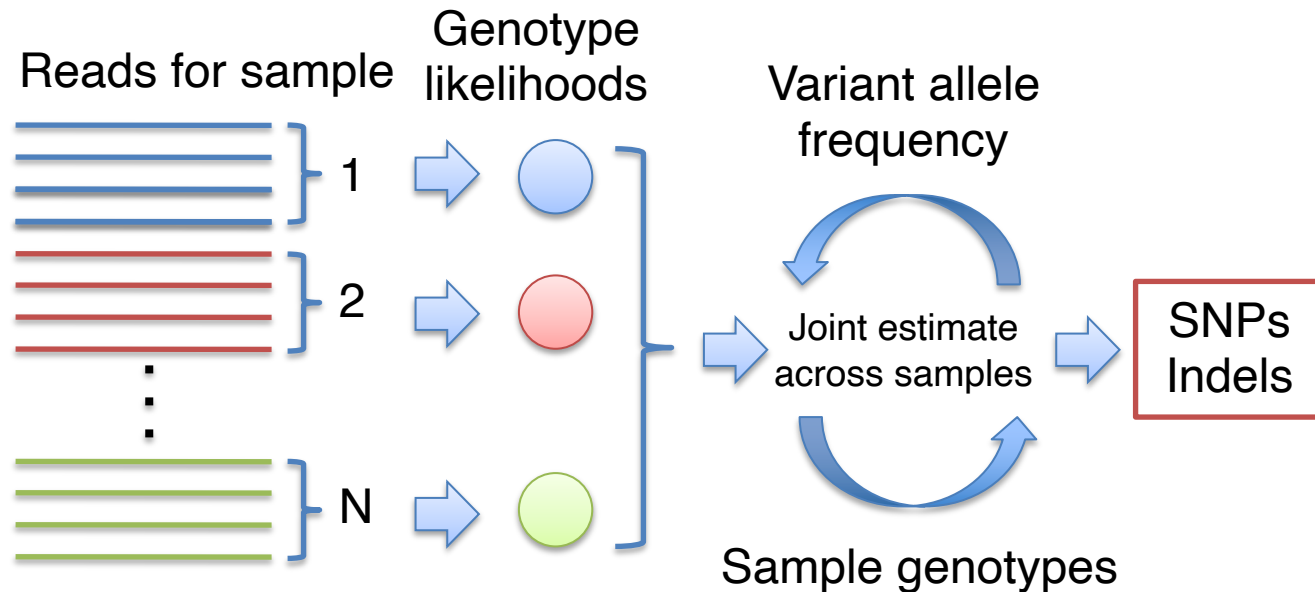 Reads for sample
Genotype
likelihoods
1
2
N
Variant allele
frequency
Joint estimate
across samples
Sample genotypes
SNPs
Indels